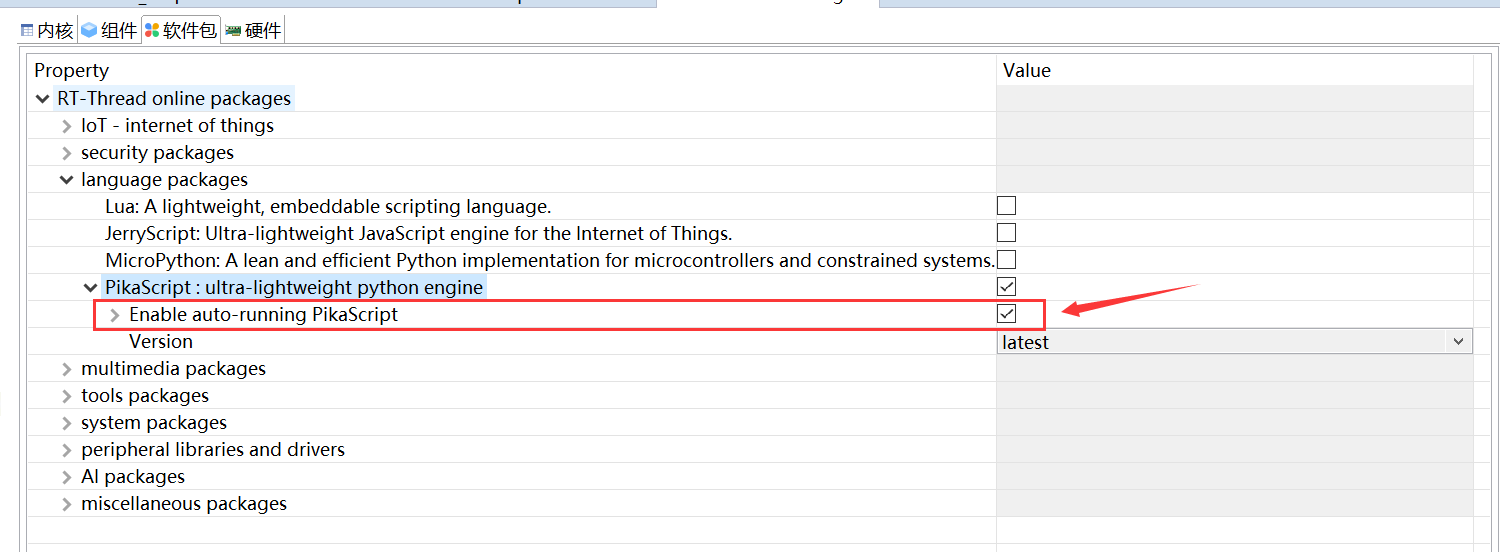 内核 组件 软件包 硬件
Property Value
RT-Thread online packages
IoT - internet of things
security packages
language packages
Lua: A lightweight, embeddable scripting language.
JerryScript: Ultra-lightweight JavaScript engine for the Internet of Things.
MicroPython: A lean and efficient Python implementation for microcontrollers and constrained systems.
PikaScript : ultra-lightweight python engine
Enable auto-running PikaScript
Version latest
multimedia packages
tools packages
system packages
peripheral libraries and drivers
AI packages
miscellaneous packages